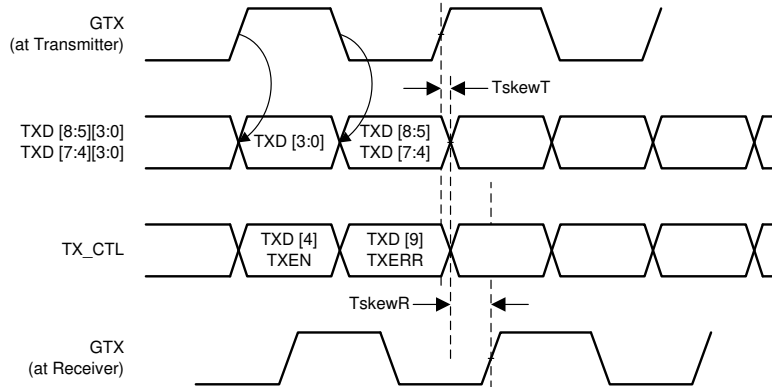 GTX
(at Transmitter)
TskewT
TXD [8:5][3:0]
TXD [7:4][3:0]
TXD [3:0]
TXD [8:5]
TXD [7:4]
TX_CTL
TXD [4]
TXEN
TXD [9]
TXERR
TskewR
GTX
(at Receiver)